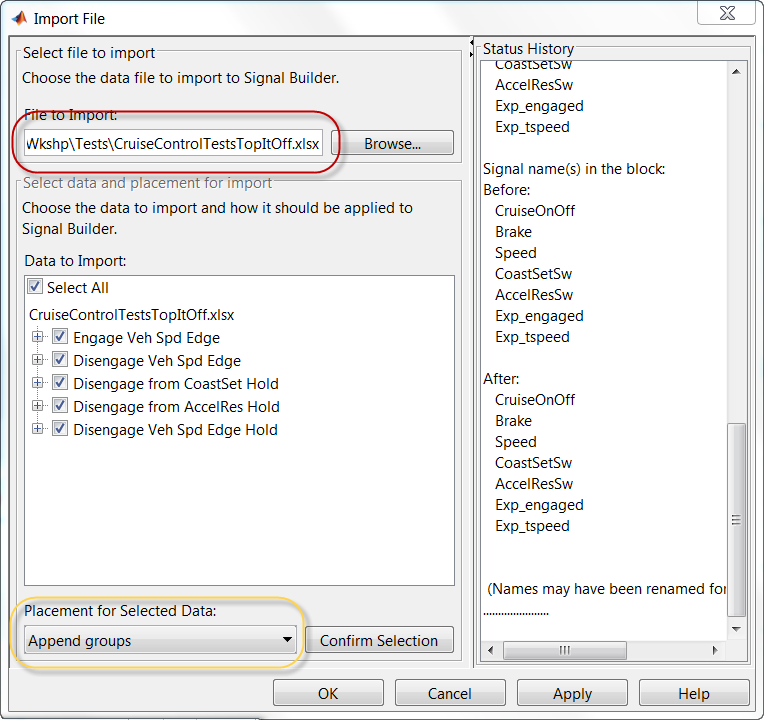 Import File
Select file to import
Choose the data file to import to Signal Builder.
File to Import:
Wkshp\Tests\CruiseControlTestsTopItOff.xlsx
Browse...
Select data and placement for import
Choose the data to import and how it should be applied to
Signal Builder.
Data to Import:
Select All
CruiseControlTestsTopItOff.xlsx
Engage Veh Spd Edge
Disengage Veh Spd Edge
Disengage from CoastSet Hold
Disengage from AccelRes Hold
Disengage Veh Spd Edge Hold
Placement for Selected Data:
Append groups
Confirm Selection
Status History
CoastSetSw
AccelResSw
Exp_engaged
Exp_tspeed
Signal name(s) in the block:
Before:
CruiseOnOff
Brake
Speed
CoastSetSw
AccelResSw
Exp_engaged
Exp_tspeed
After:
CruiseOnOff
Brake
Speed
CoastSetSw
AccelResSw
Exp_engaged
Exp_tspeed
(Names may have been renamed for
......................
OK
Cancel
Apply
Help